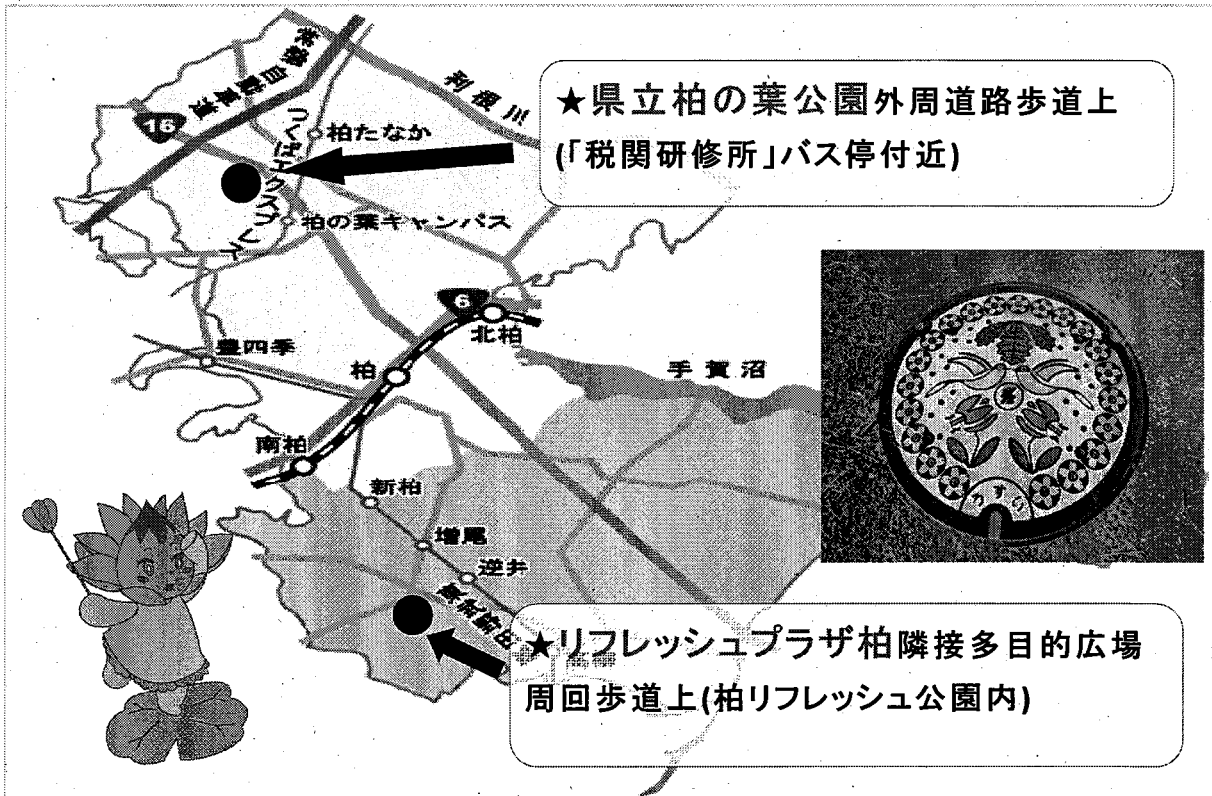 ★県立柏の葉公園外周道路歩道上
(「税関研修所」バス停付近)
常磐自動車道
利根川
16
つくばエクスプレス
柏たなか
柏の葉キャンパス
6
北柏
豊四季
柏
手賀沼
南柏
新柏
増尾
逆井
★リフレッシュプラザ柏隣接多目的広場
周回歩道上(柏リフレッシュ公園内)